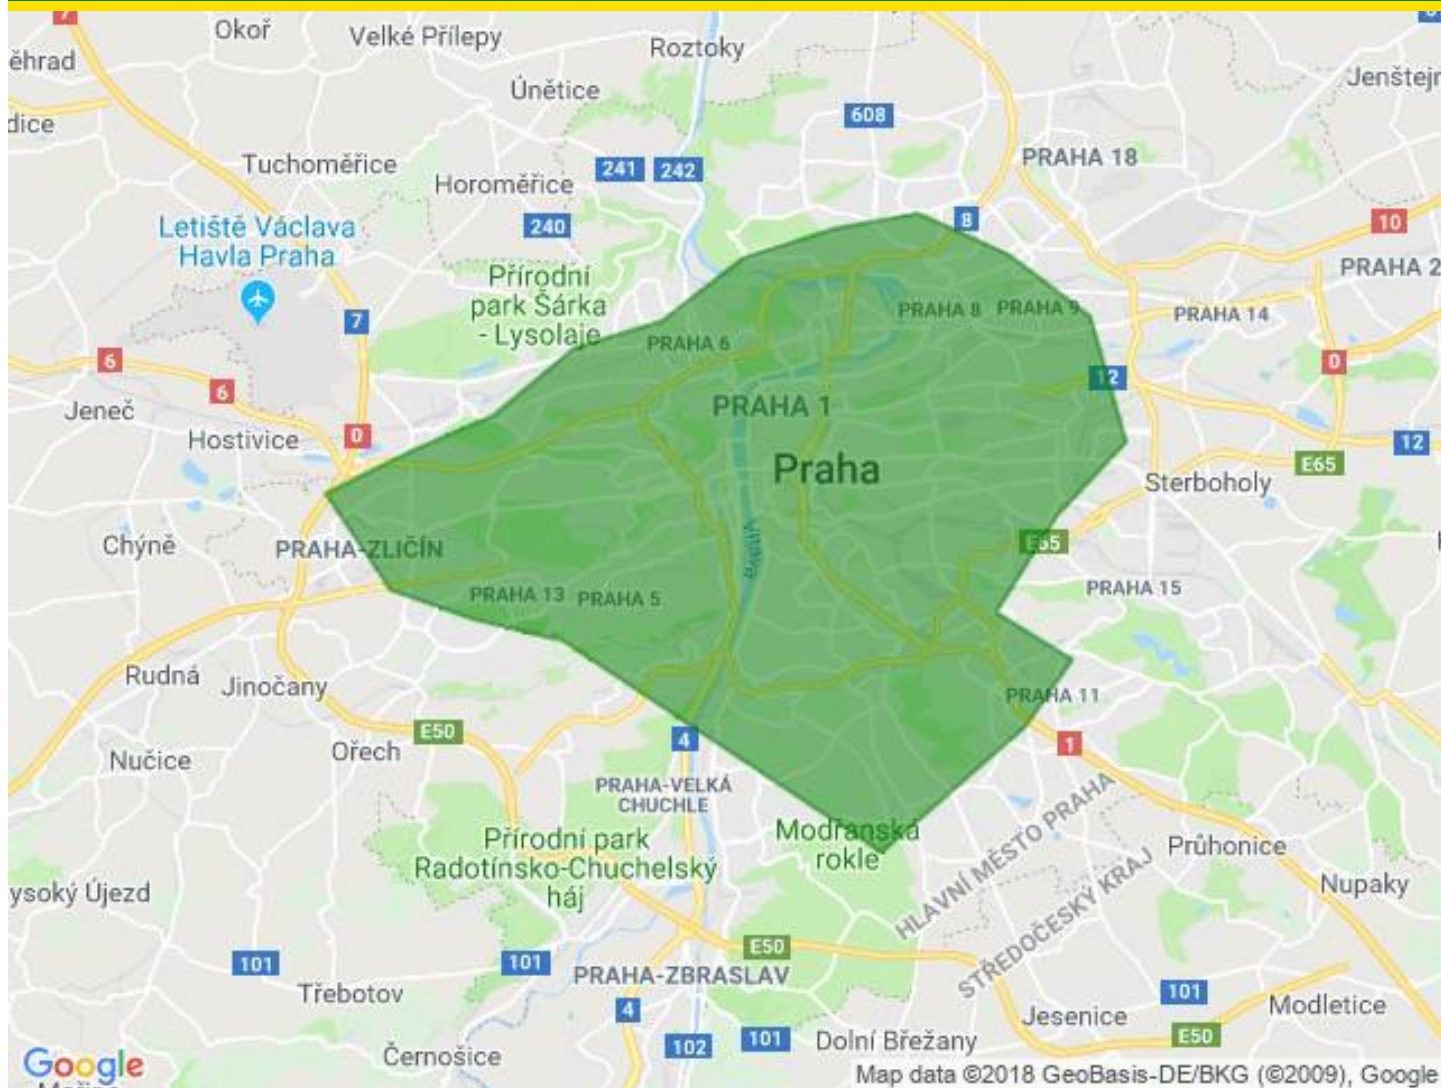 Okoř
Velké Přílepy
Roztoky
ěhrad
Únětice
Jenštejn
dice
608
Tuchoměřice
241
242
PRAHA 18
Horoměřice
240
8
10
Letiště Václava
Havla Praha
Přírodní
park Šárka
- Lysolaje
PRAHA 2
7
PRAHA 8
PRAHA 9
PRAHA 14
PRAHA 6
6
0
6
12
Jeneč
PRAHA 1
Hostivice
0
12
Praha
E65
Sterboholy
Chýně
PRAHA-ZLIČÍN
Vltava
E65
PRAHA 13
PRAHA 5
PRAHA 15
Rudná
Jinočany
PRAHA 11
E50
4
1
Nučice
Ořech
PRAHA-VELKÁ
CHUCHLE
Přírodní park
Radotínsko-Chuchelský
háj
Modřanská
rokle
HLAVNÍ MĚSTO PRAHA
STŘEDOČESKÝ KRAJ
Průhonice
ysoký Újezd
Nupaky
E50
101
101
PRAHA-ZBRASLAV
Třebotov
4
101
Modletice
Jesenice
E50
102
101
Dolní Břežany
Černošice
Google
Map data ©2018 GeoBasis-DE/BKG (©2009), Google